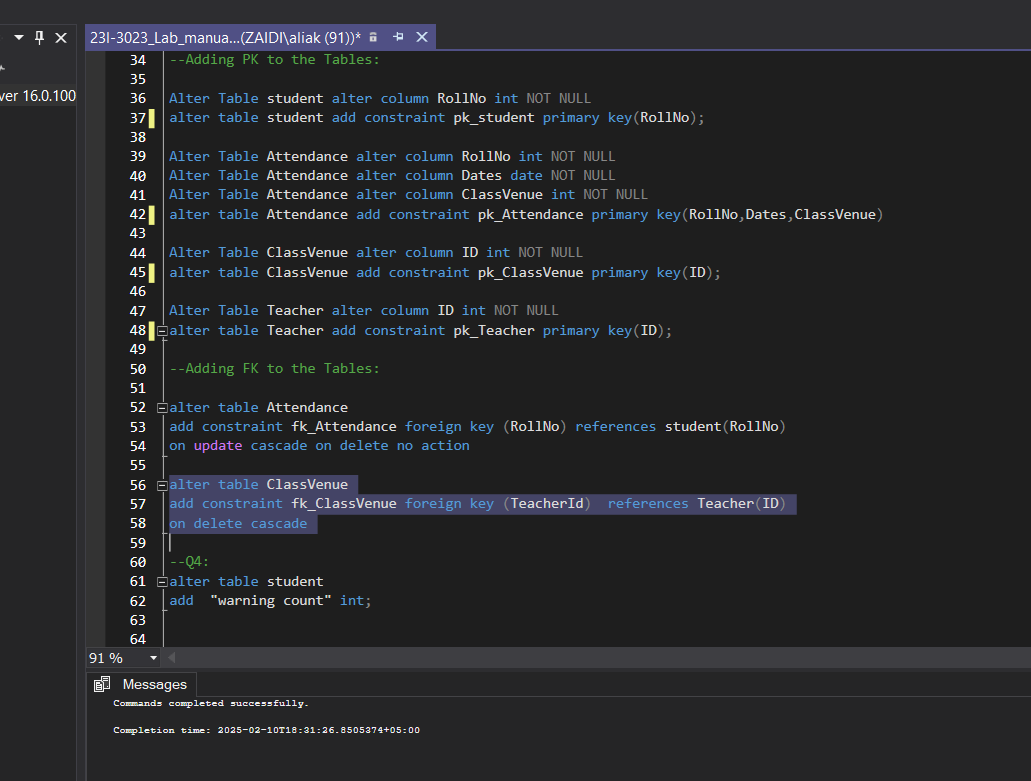 23I-3023_Lab_manua...(ZAIDI\aliak (91))*
ver 16.0.100
34 --Adding PK to the Tables:
35
36 Alter Table student alter column RollNo int NOT NULL
37 alter table student add constraint pk_student primary key(RollNo);
38
39 Alter Table Attendance alter column RollNo int NOT NULL
40 Alter Table Attendance alter column Dates date NOT NULL
41 Alter Table Attendance alter column ClassVenue int NOT NULL
42 alter table Attendance add constraint pk_Attendance primary key(RollNo,Dates,ClassVenue)
43
44 Alter Table ClassVenue alter column ID int NOT NULL
45 alter table ClassVenue add constraint pk_ClassVenue primary key(ID);
46
47 Alter Table Teacher alter column ID int NOT NULL
48 alter table Teacher add constraint pk_Teacher primary key(ID);
49
50 --Adding FK to the Tables:
51
52 alter table Attendance
53 add constraint fk_Attendance foreign key (RollNo) references student(RollNo)
54 on update cascade on delete no action
55
56 alter table ClassVenue
57 add constraint fk_ClassVenue foreign key (TeacherId)  references Teacher(ID)
58 on delete cascade
59
60 --Q4:
61 alter table student
62 add  "warning count" int;
63
64
91 %
Messages
Commands completed successfully.
Completion time: 2025-02-10T18:31:26.8505374+05:00